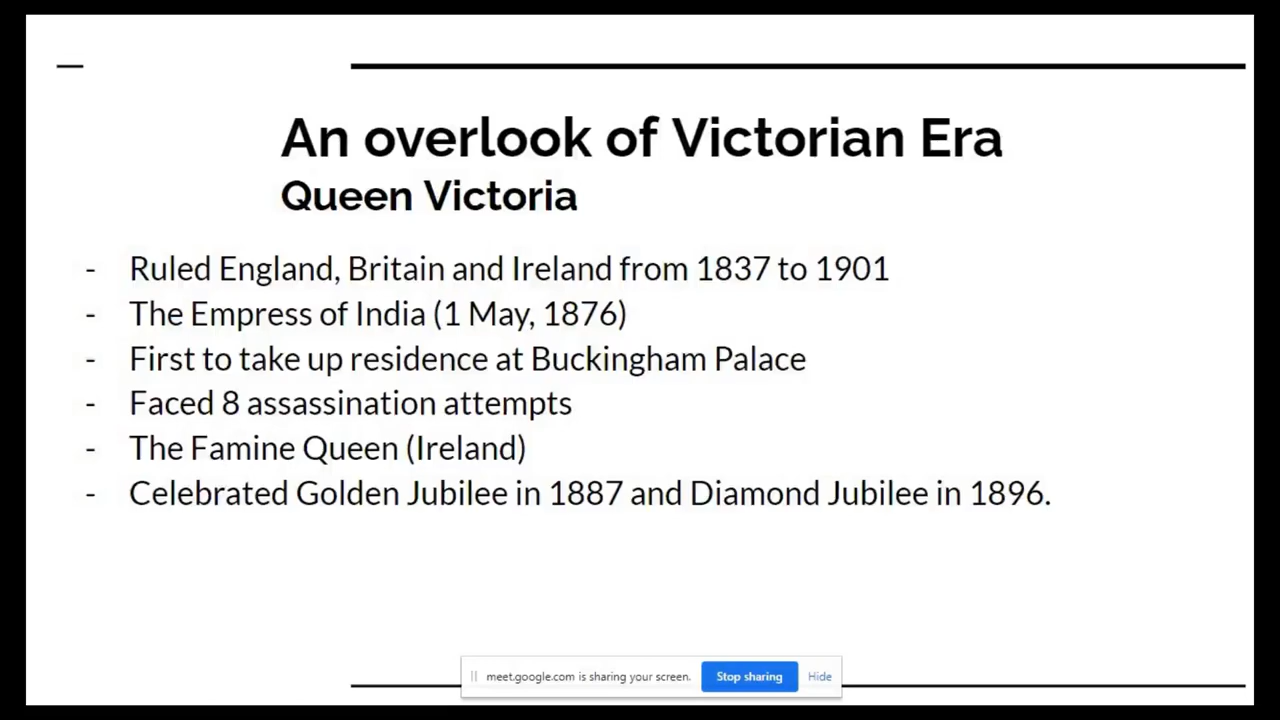 An overlook of Victorian Era
Queen Victoria
- Ruled England, Britain and Ireland from 1837 to 1901
- The Empress of India (1 May, 1876)
- First to take up residence at Buckingham Palace
- Faced 8 assassination attempts
- The Famine Queen (Ireland)
- Celebrated Golden Jubilee in 1887 and Diamond Jubilee in 1896.
meet.google.com is sharing your screen. Stop sharing Hide